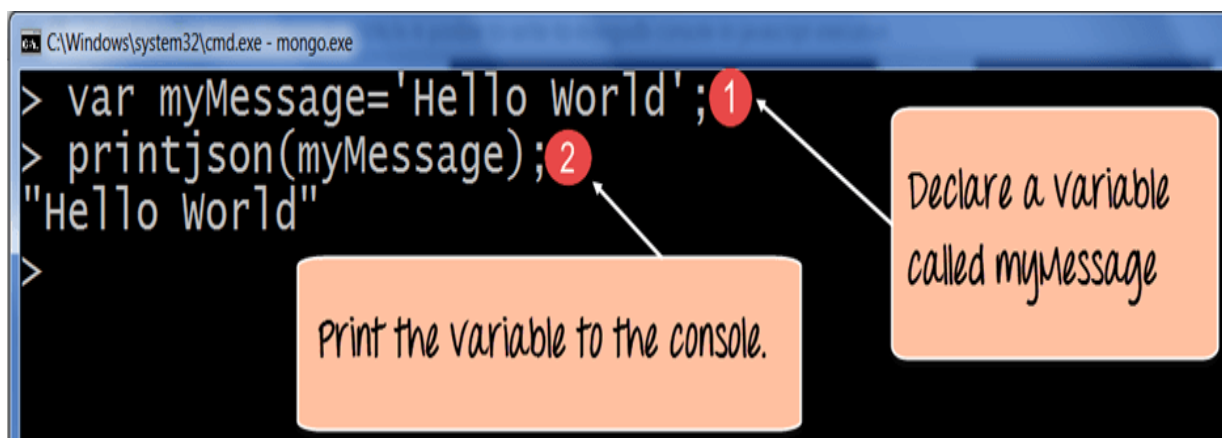 C:\Windows\system32\cmd.exe - mongo.exe
> var myMessage='Hello World';1
> printjson(myMessage);2
"Hello World"
>
Declare a variable
called myMessage
Print the variable to the console.